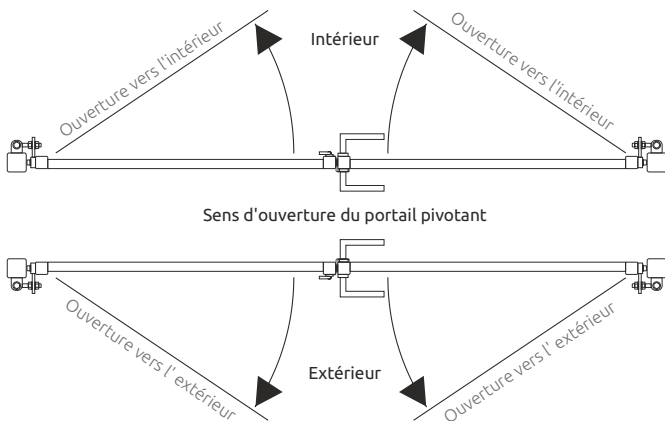 Ouverture vers l'intérieur
Intérieur
Ouverture vers l'intérieur
Sens d'ouverture du portail pivotant
Ouverture vers l' extérieur
Extérieur
Ouverture vers l' extérieur